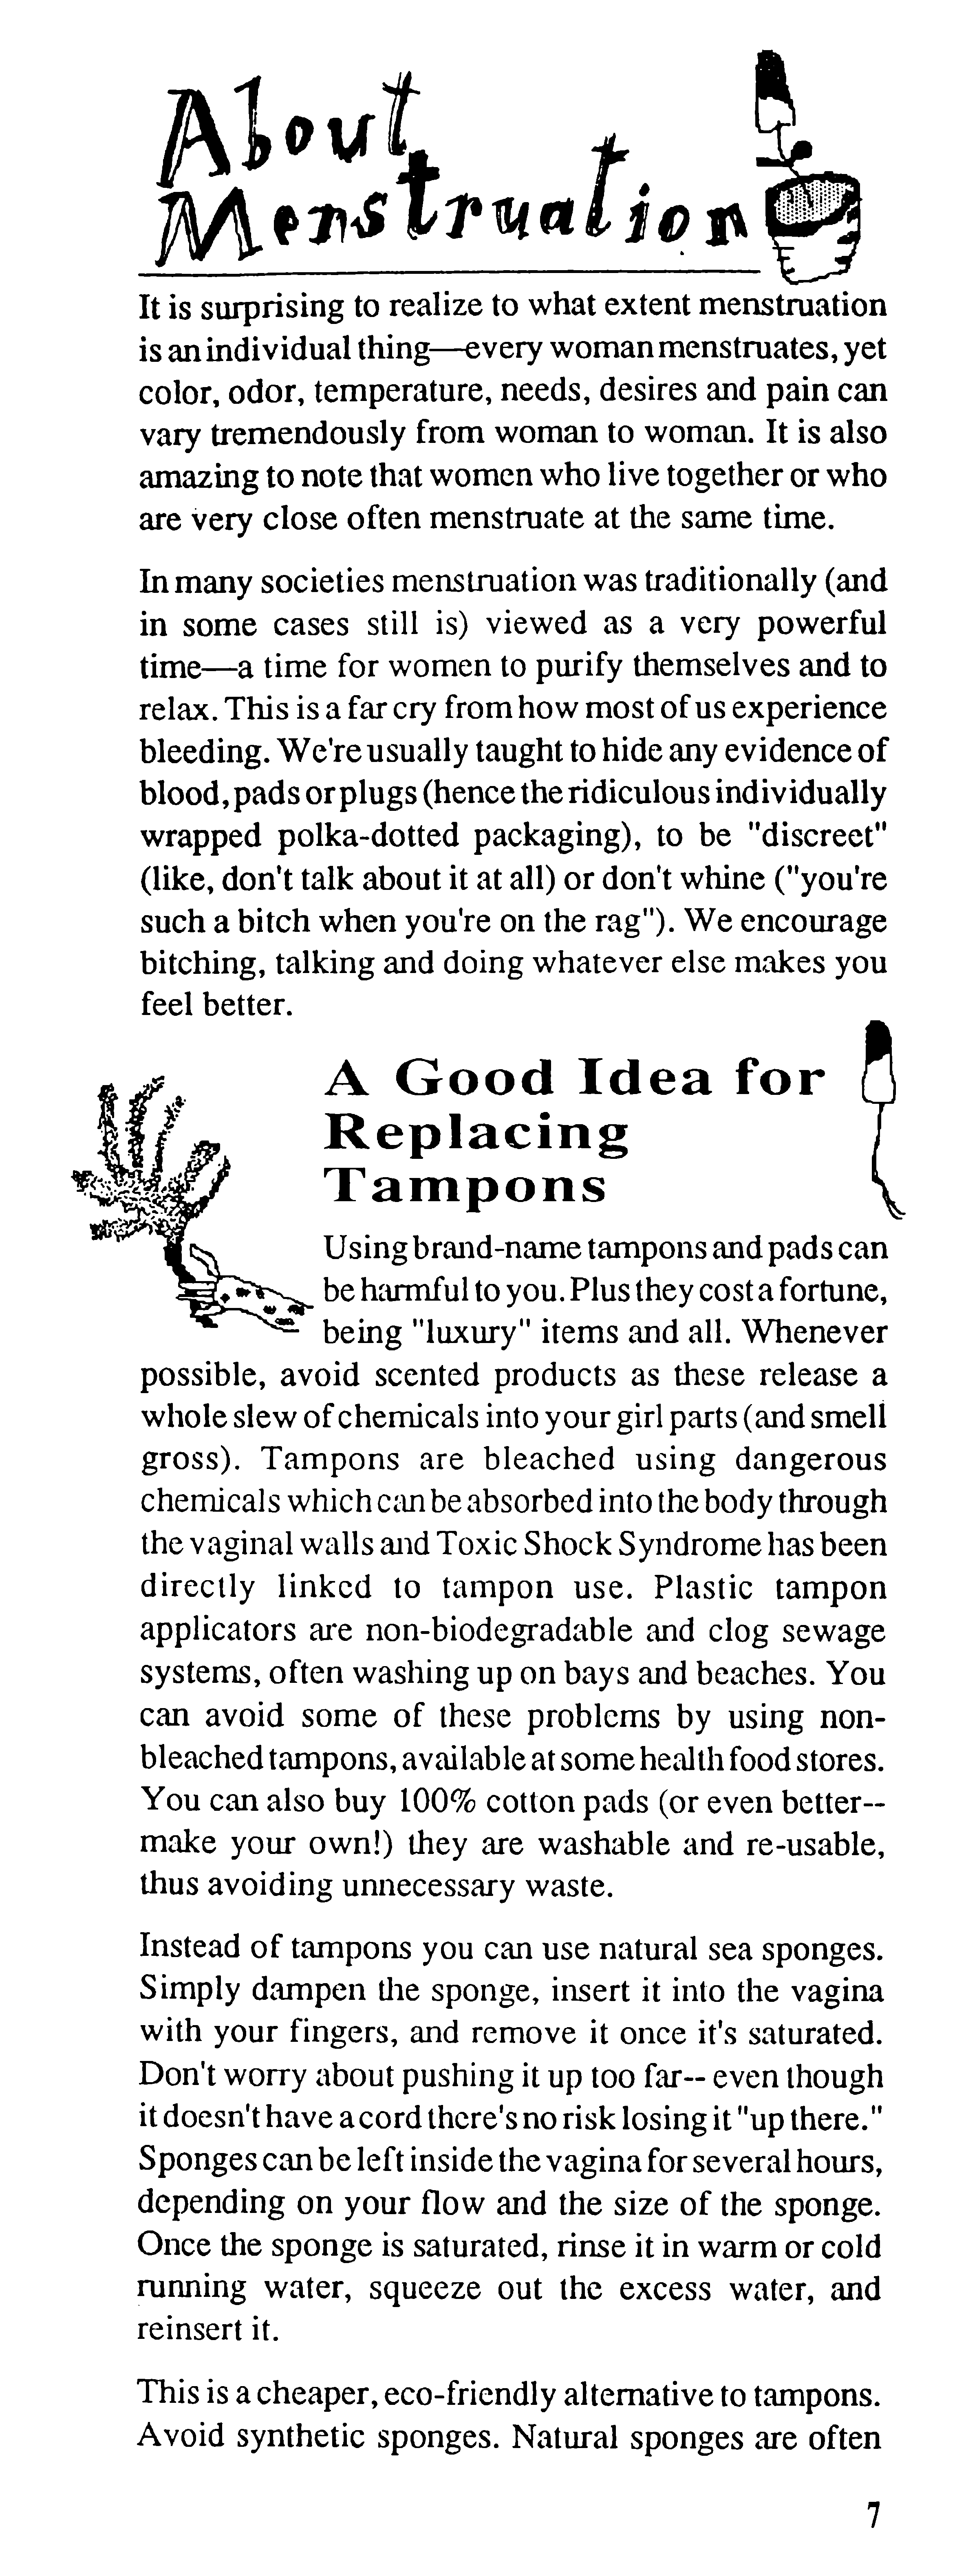 About
Menstruation
It is surprising to realize to what extent menstruation
is an individual thing—every woman menstruates, yet
color, odor, temperature, needs, desires and pain can
vary tremendously from woman to woman. It is also
amazing to note that women who live together or who
are very close often menstruate at the same time.
In many societies menstruation was traditionally (and
in some cases still is) viewed as a very powerful
time—a time for women to purify themselves and to
relax. This is a far cry from how most of us experience
bleeding. We're usually taught to hide any evidence of
blood, pads or plugs (hence the ridiculous individually
wrapped polka-dotted packaging), to be "discreet"
(like, don't talk about it at all) or don't whine ("you're
such a bitch when you're on the rag"). We encourage
bitching, talking and doing whatever else makes you
feel better.
A Good Idea for
Replacing
Tampons
Using brand-name tampons and pads can
be harmful to you. Plus they cost a fortune,
being "luxury" items and all. Whenever
possible, avoid scented products as these release a
whole slew of chemicals into your girl parts (and smell
gross). Tampons are bleached using dangerous
chemicals which can be absorbed into the body through
the vaginal walls and Toxic Shock Syndrome has been
directly linked to tampon use. Plastic tampon
applicators are non-biodegradable and clog sewage
systems, often washing up on bays and beaches. You
can avoid some of these problems by using non-
bleached tampons, available at some health food stores.
You can also buy 100% cotton pads (or even better--
make your own!) they are washable and re-usable,
thus avoiding unnecessary waste.
Instead of tampons you can use natural sea sponges.
Simply dampen the sponge, insert it into the vagina
with your fingers, and remove it once it's saturated.
Don't worry about pushing it up too far-- even though
it doesn't have a cord there's no risk losing it "up there."
Sponges can be left inside the vagina for several hours,
depending on your flow and the size of the sponge.
Once the sponge is saturated, rinse it in warm or cold
running water, squeeze out the excess water, and
reinsert it.
This is a cheaper, eco-friendly alternative to tampons.
Avoid synthetic sponges. Natural sponges are often
7